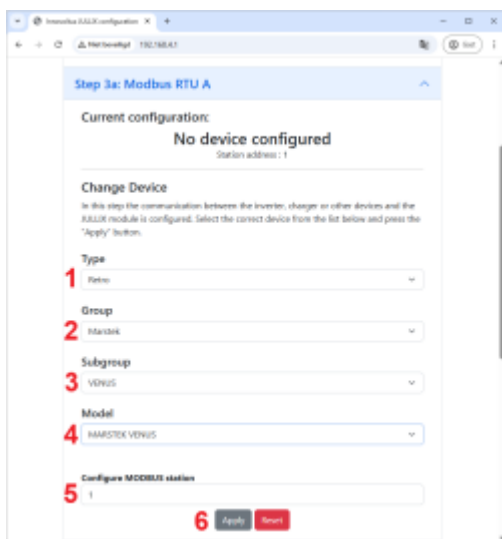 Innovolus IULUX configuration
Niet beveiligd 192.168.4.1
Gast
Step 3a: Modbus RTU A
Current configuration:
No device configured
Station address : 1
Change Device
In this step the communication between the inverter, charger or other devices and the
IULUX module is configured. Select the correct device from the list below and press the
"Apply" button.
Type
1 Retro
Group
2 Marstek
Subgroup
3 VENUS
Model
4 MARSTEK VENUS
Configure MODBUS station
5 1
6 Apply Reset